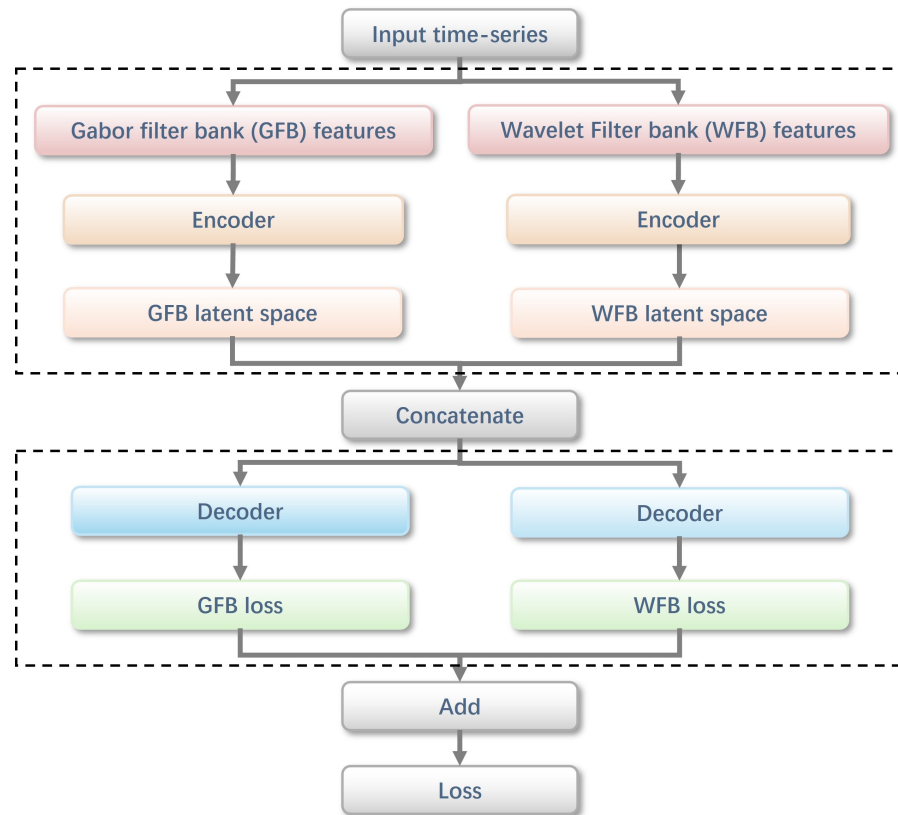 Input time-series
Gabor filter bank (GFB) features
Wavelet Filter bank (WFB) features
Encoder
Encoder
GFB latent space
WFB latent space
Concatenate
Decoder
Decoder
GFB loss
WFB loss
Add
Loss